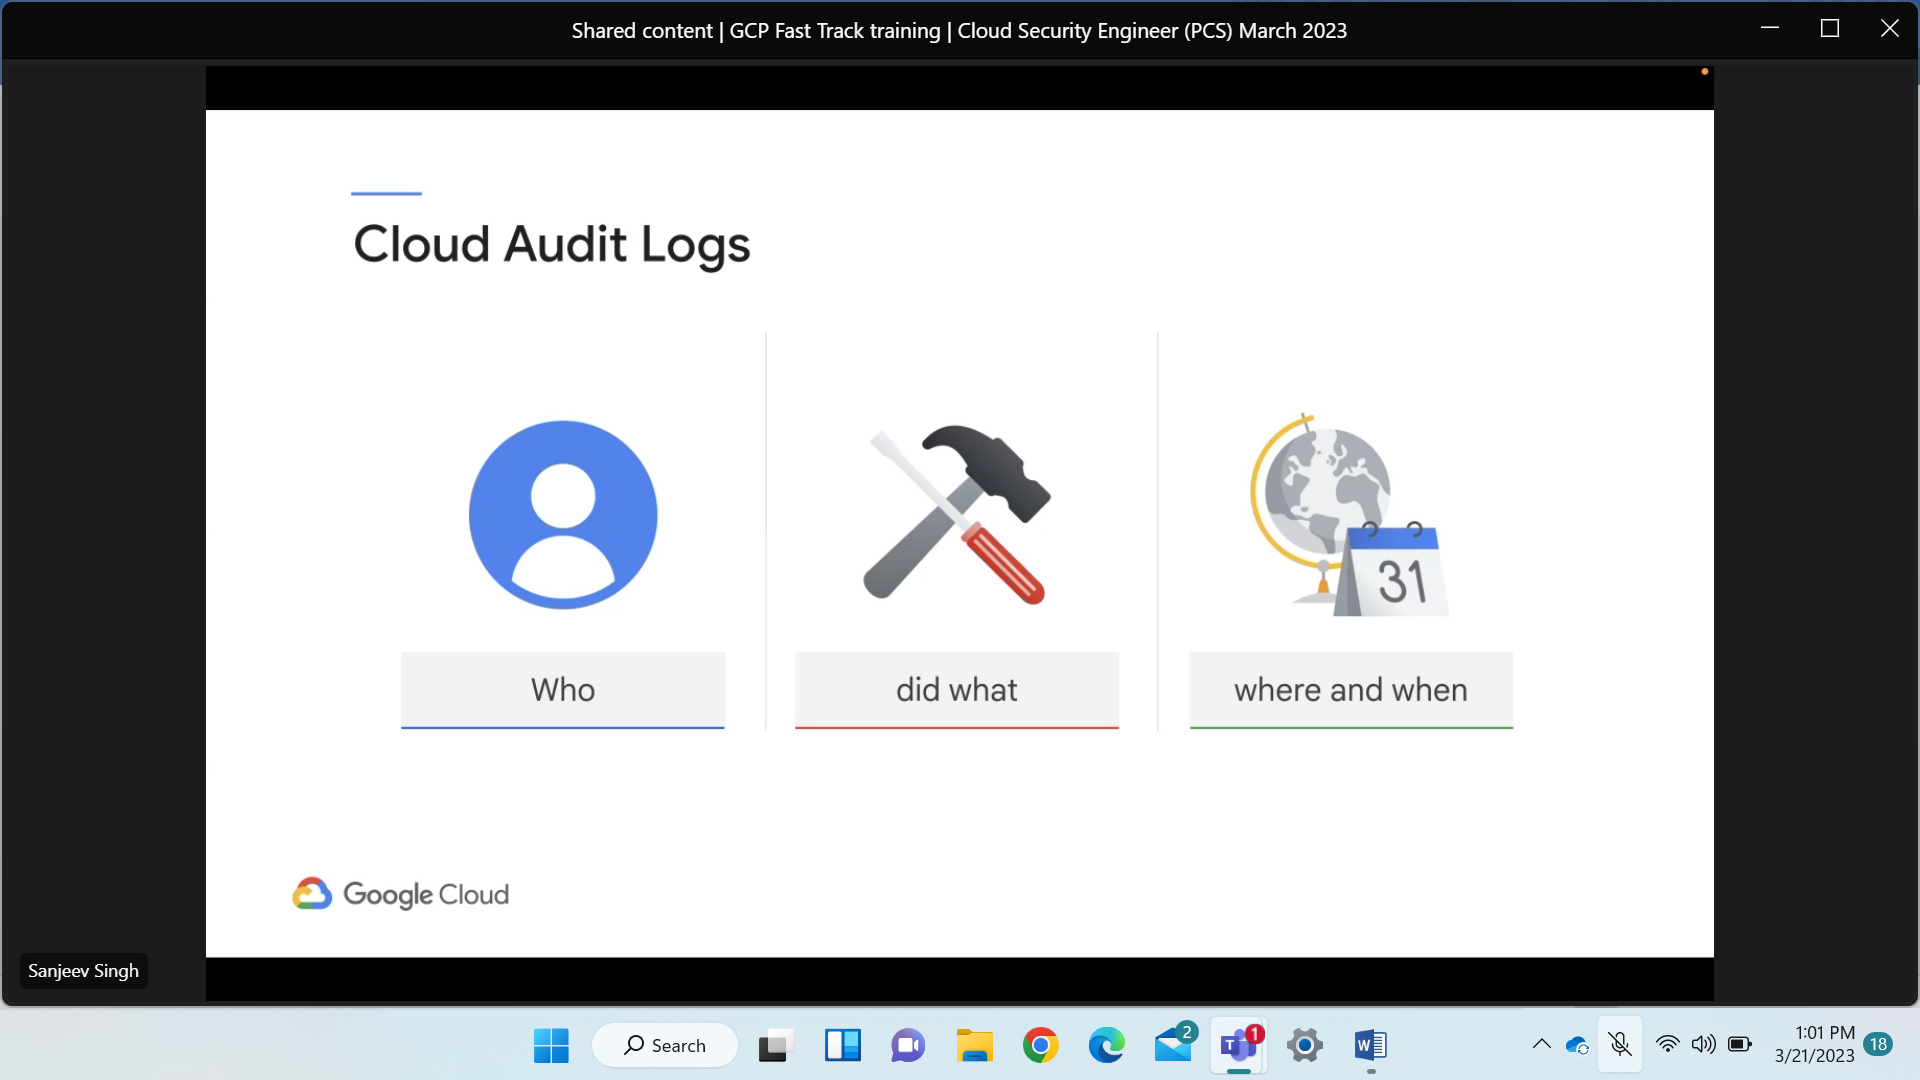 Shared content | GCP Fast Track training | Cloud Security Engineer (PCS) March 2023
Cloud Audit Logs
31
Who
did what
where and when
Google Cloud
Sanjeev Singh
Search
2
1
T
W
1:01 PM
3/21/2023
18